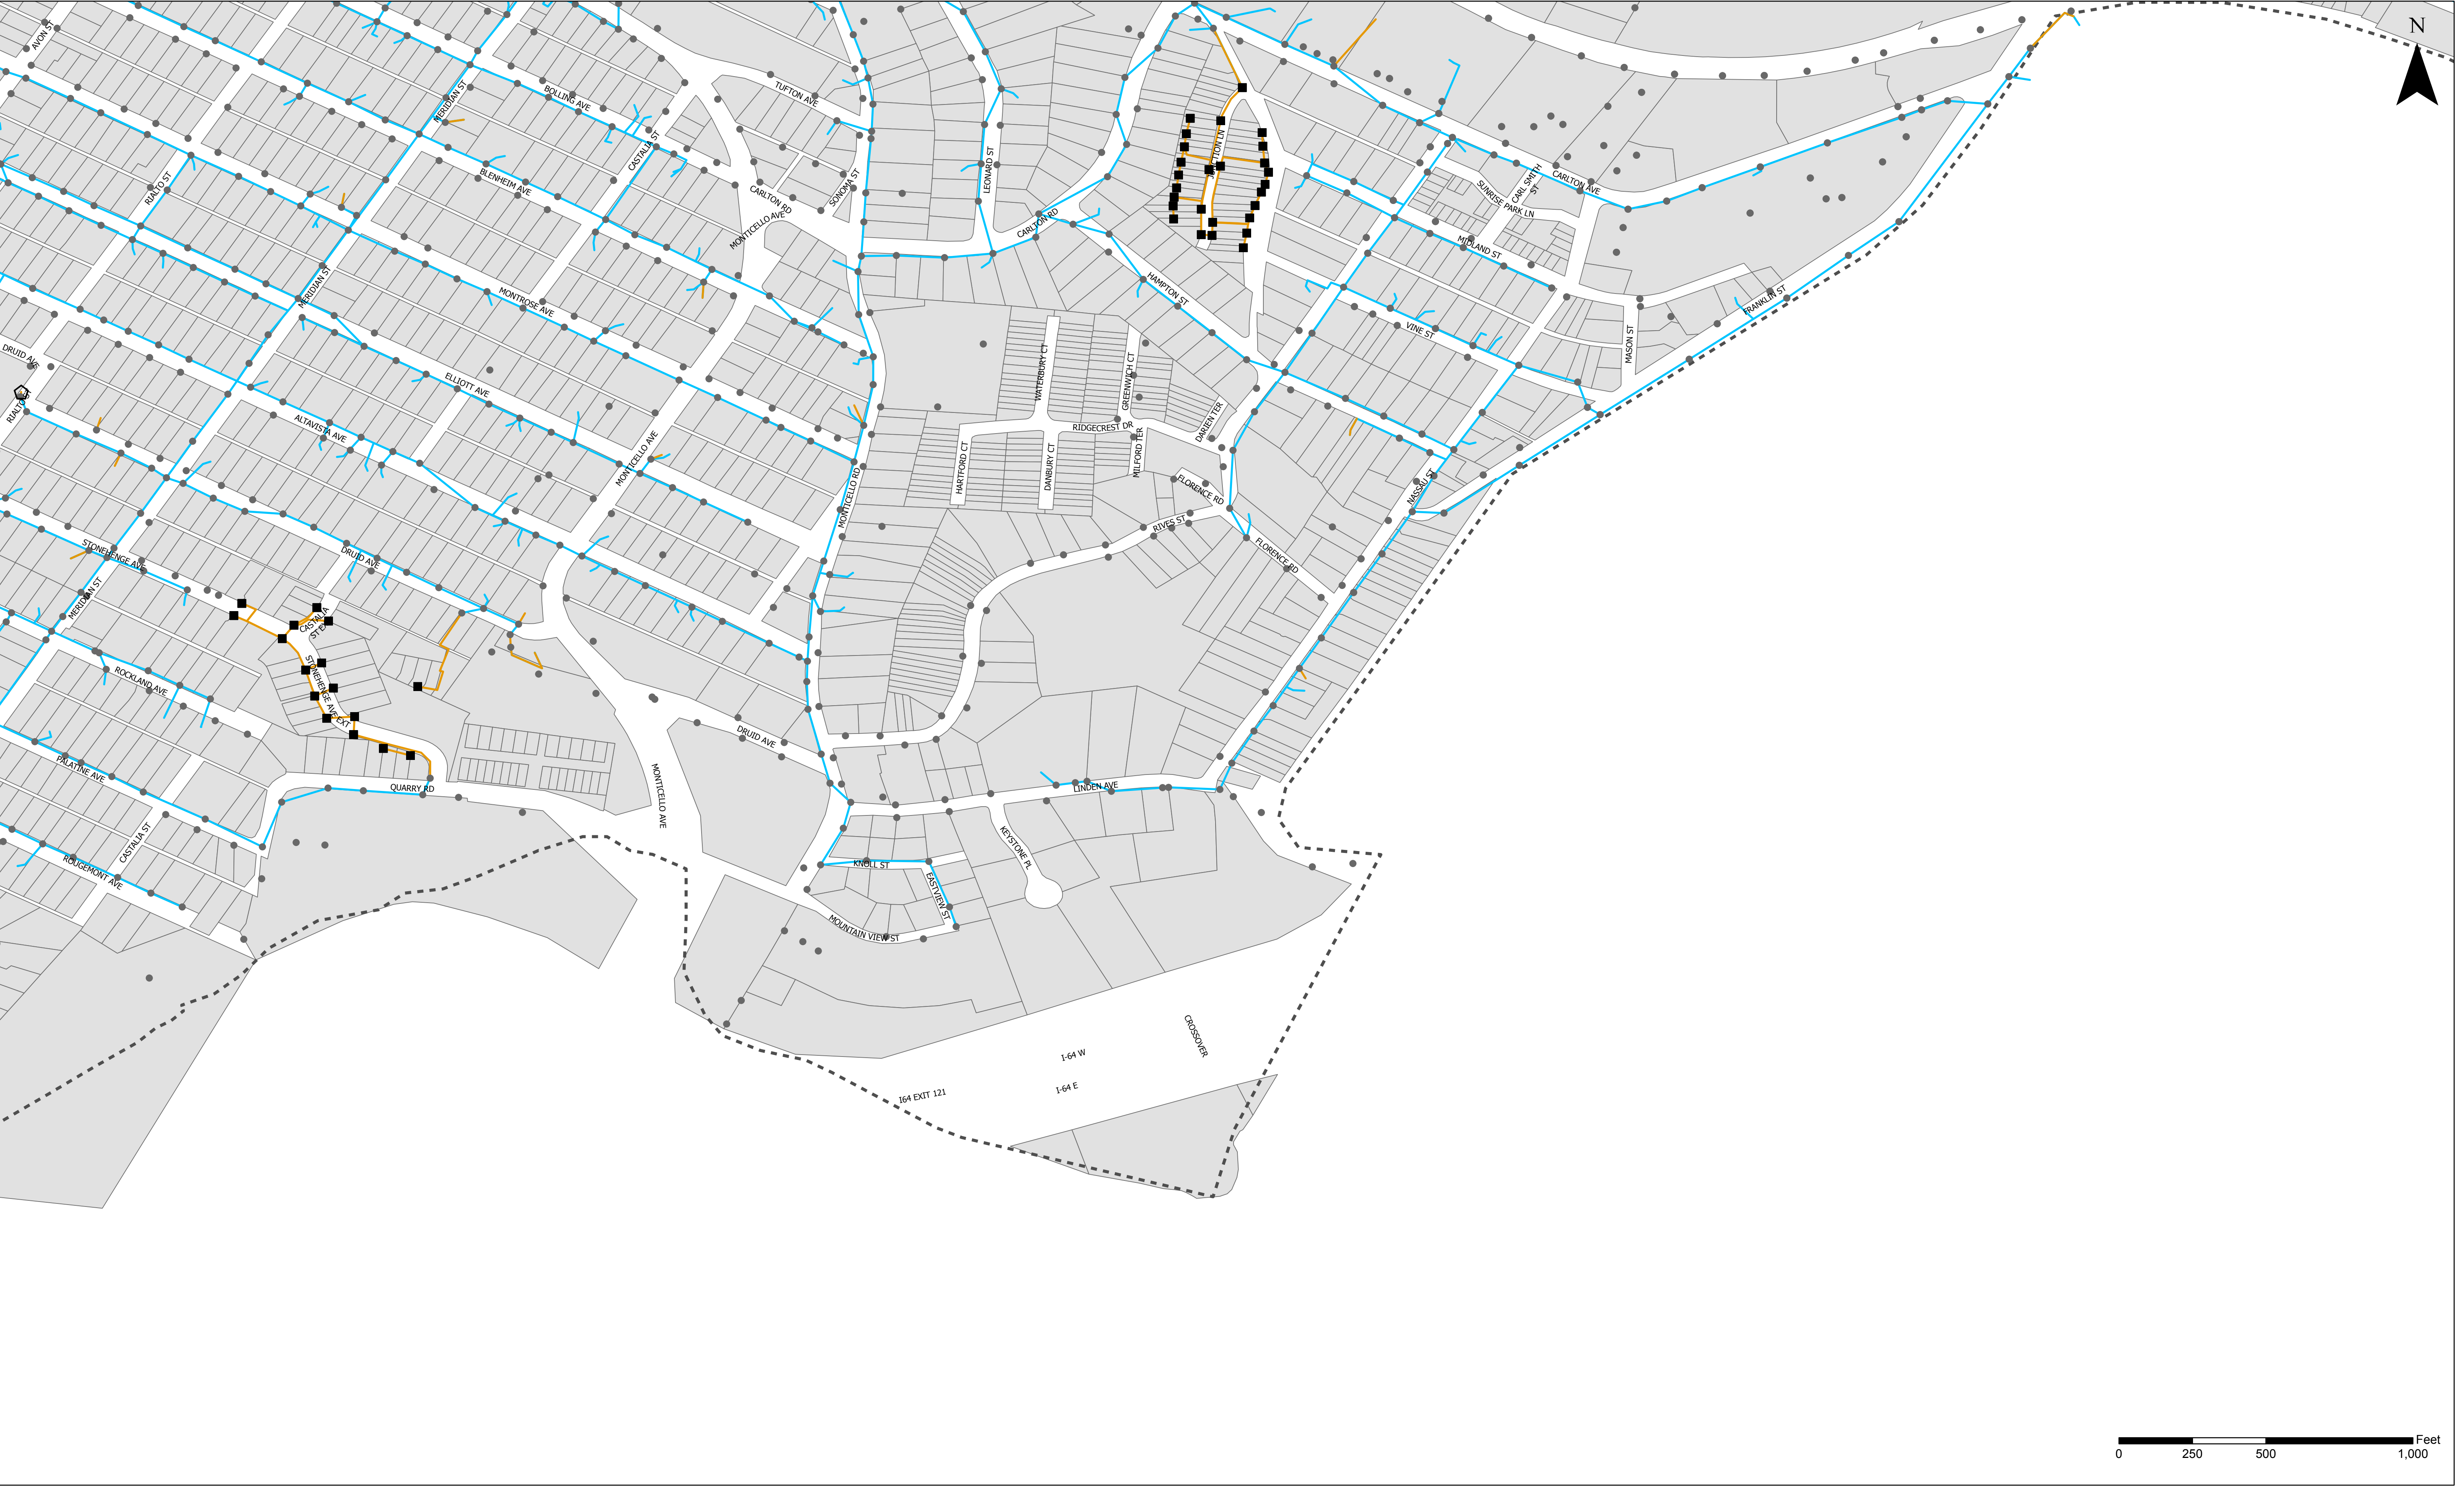 N
AVON ST
MERIDIAN ST
BOLLING AVE
TUFTON AVE
CASTALIA ST
JUNCTION LN
LEONARD ST
RIALTO ST
BLENHEIM AVE
CARLTON RD
SONOMA ST
MONTICELLO AVE
CARLTON RD
CARL SMITH
ST
CARLTON AVE
SUNRISE PARK LN
MIDLAND ST
MERIDIAN ST
MONTROSE AVE
HAMPTON ST
FRANKLIN ST
VINE ST
MASON ST
DRUID AVE
RIALTO ST
ELLIOTT AVE
WATERBURY CT
GREENWICH CT
DARIEN TER
ALTAVISTA AVE
RIDGECREST DR
MONTICELLO AVE
HARTFORD CT
DANBURY CT
MILFORD TER
MONTICELLO RD
FLORENCE RD
NASSAU ST
RIVES ST
STONEHENGE AVE
DRUID AVE
FLORENCE RD
MERIDIAN ST
CASTALIA
ST EXT
ROCKLAND AVE
STONEHENGE AVE EXT
DRUID AVE
PALATINE AVE
QUARRY RD
MONTICELLO AVE
LINDEN AVE
CASTALIA ST
KEYSTONE PL
ROUGEMONT AVE
KNOLL ST
EASTVIEW ST
MOUNTAIN VIEW ST
CROSSOVER
I-64 W
I-64 E
I64 EXIT 121
Feet
0 250 500 1,000